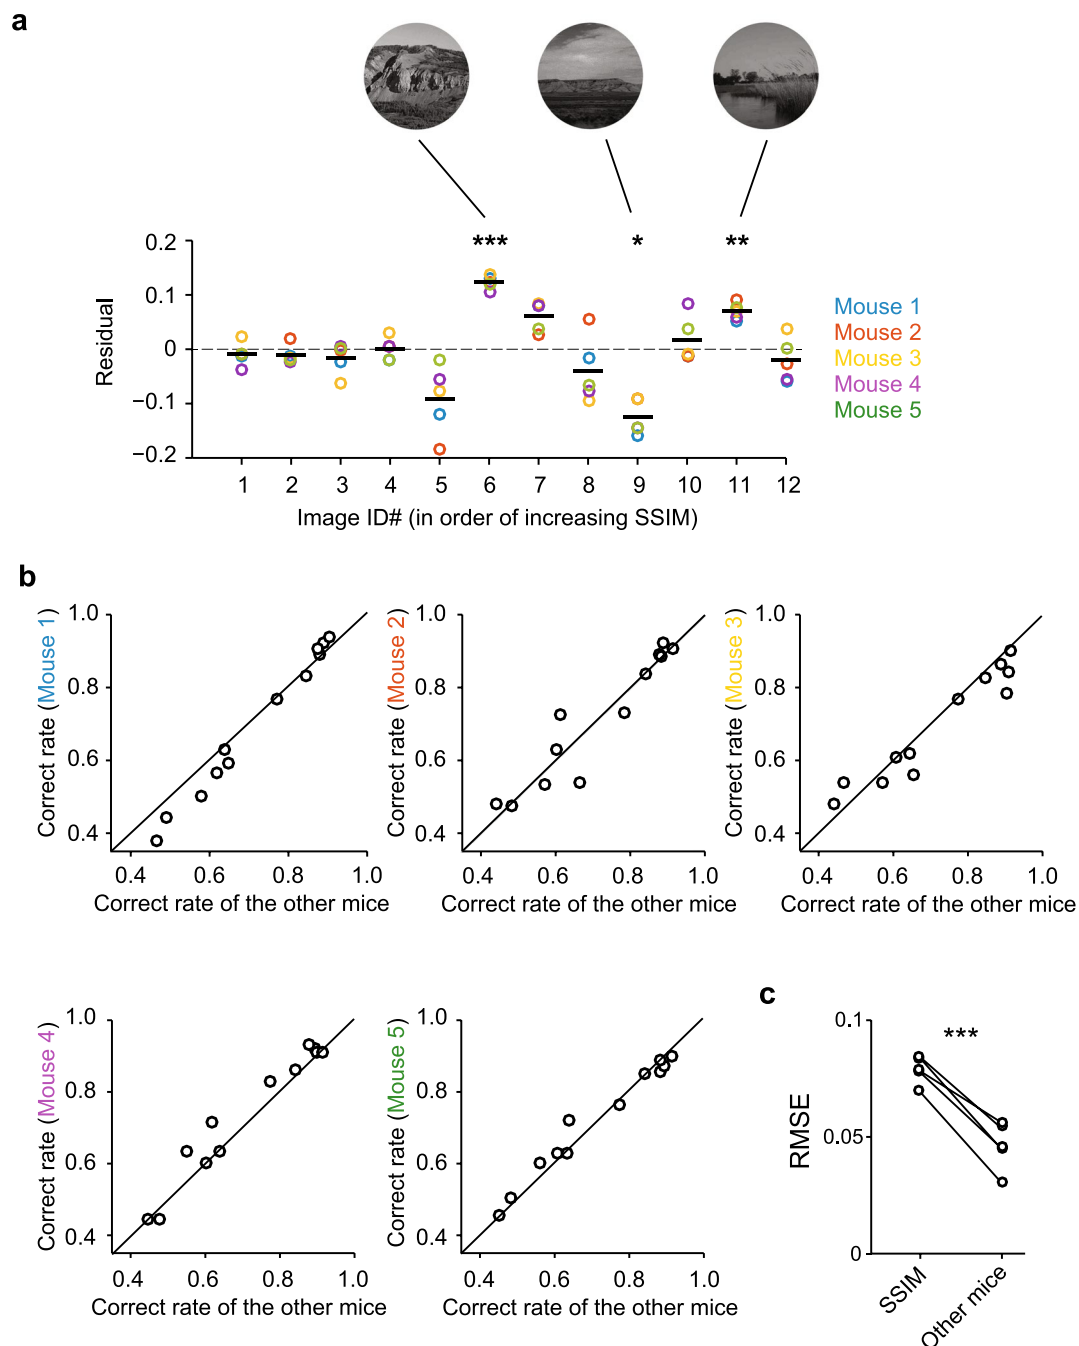 a
*** * **
0.2
0.1
0
−0.1
−0.2
Residual
1 2 3 4 5 6 7 8 9 10 11 12
Image ID# (in order of increasing SSIM)
Mouse 1
Mouse 2
Mouse 3
Mouse 4
Mouse 5
b
Correct rate (Mouse 1)
1.0
0.8
0.6
0.4
0.4 0.6 0.8 1.0
Correct rate of the other mice
Correct rate (Mouse 2)
1.0
0.8
0.6
0.4
0.4 0.6 0.8 1.0
Correct rate of the other mice
Correct rate (Mouse 3)
1.0
0.8
0.6
0.4
0.4 0.6 0.8 1.0
Correct rate of the other mice
Correct rate (Mouse 4)
1.0
0.8
0.6
0.4
0.4 0.6 0.8 1.0
Correct rate of the other mice
Correct rate (Mouse 5)
1.0
0.8
0.6
0.4
0.4 0.6 0.8 1.0
Correct rate of the other mice
c
***
RMSE
0.1
0.05
0
SSIM
Other mice